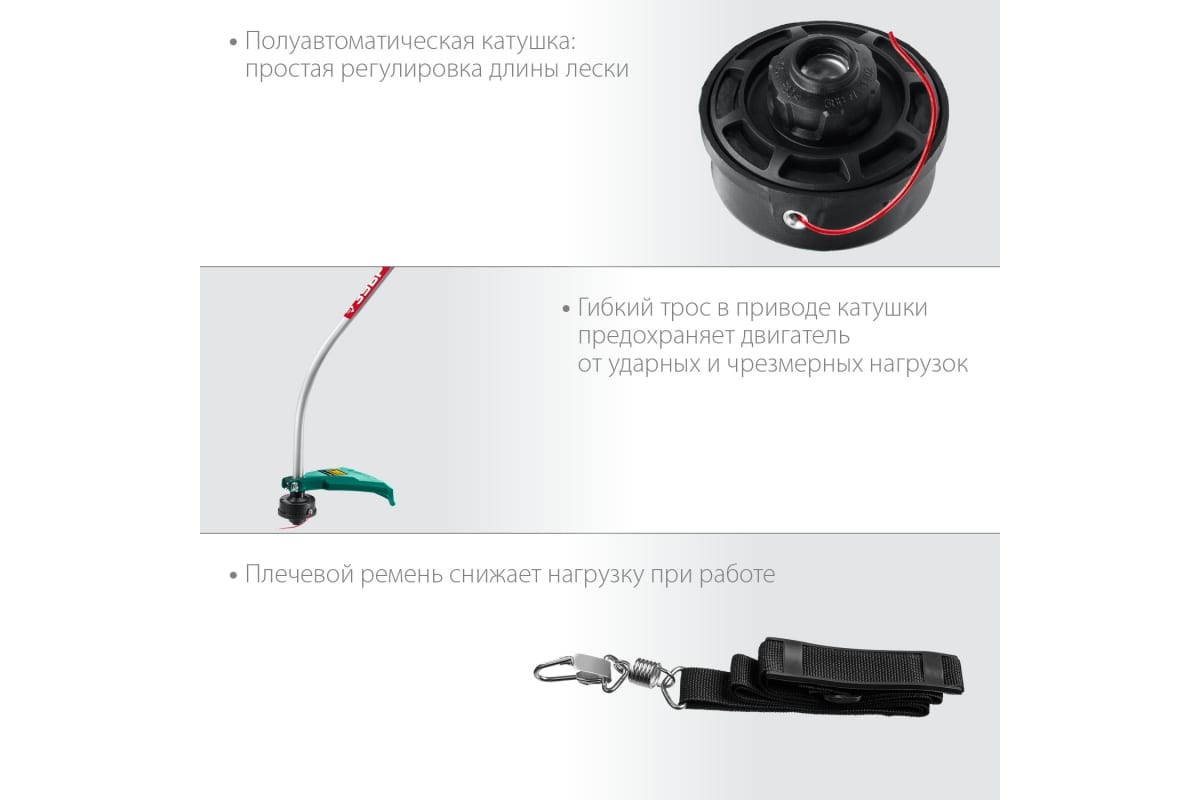 • Полуавтоматическая катушка:
простая регулировка длины лески
ЗУБР
• Гибкий трос в приводе катушки
предохраняет двигатель
от ударных и чрезмерных нагрузок
• Плечевой ремень снижает нагрузку при работе